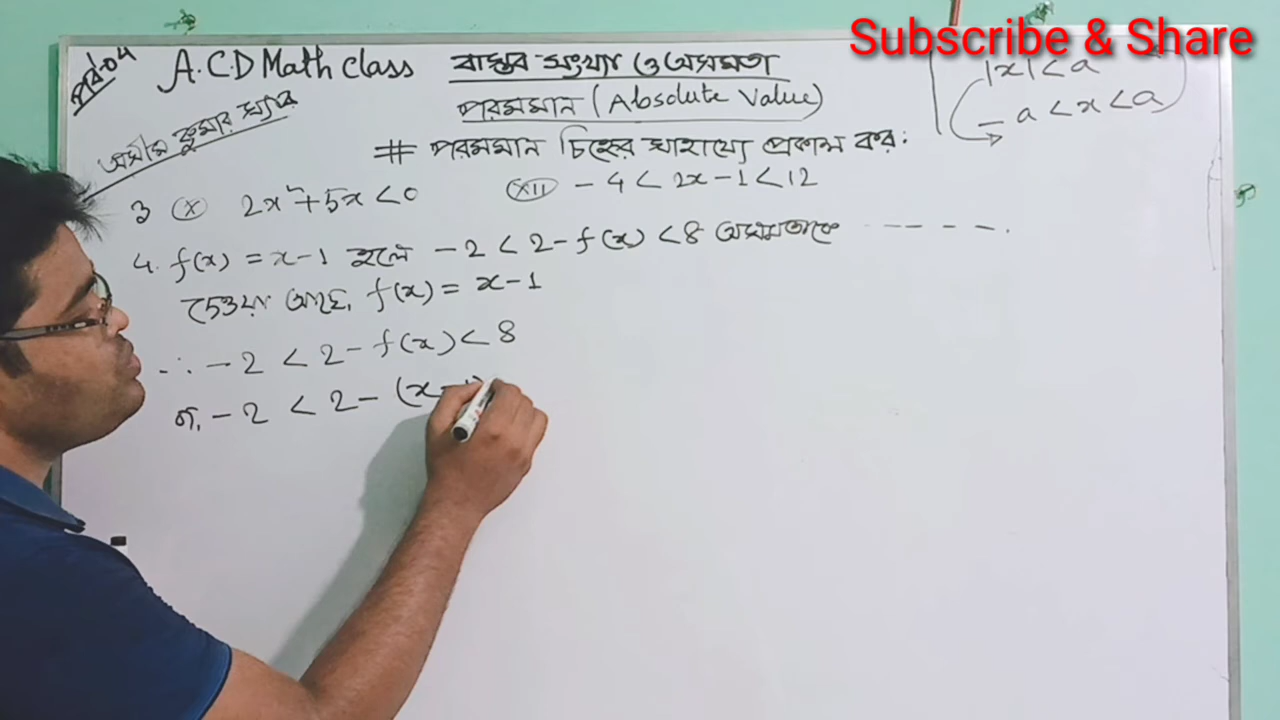 Subscribe & Share
পর্ব-০৪
A.C.D Math class
বাস্তব সংখ্যা ও অসমতা
|x| < a
পরমমান (Absolute Value)
- a < x < a
অসীম কুমার স্যার
# পরমমান চিহ্নের সাহায্যে প্রকাশ কর:
3 (X) 2x² + 5x < 0 (XII) - 4 < 2x - 1 < 12
4. f(x) = x - 1 হলে - 2 < 2 - f(x) < 8 অসমতাকে - - - - - .
দেওয়া আছে, f(x) = x - 1
∴ - 2 < 2 - f(x) < 8
বা, - 2 < 2 - (x - 1)